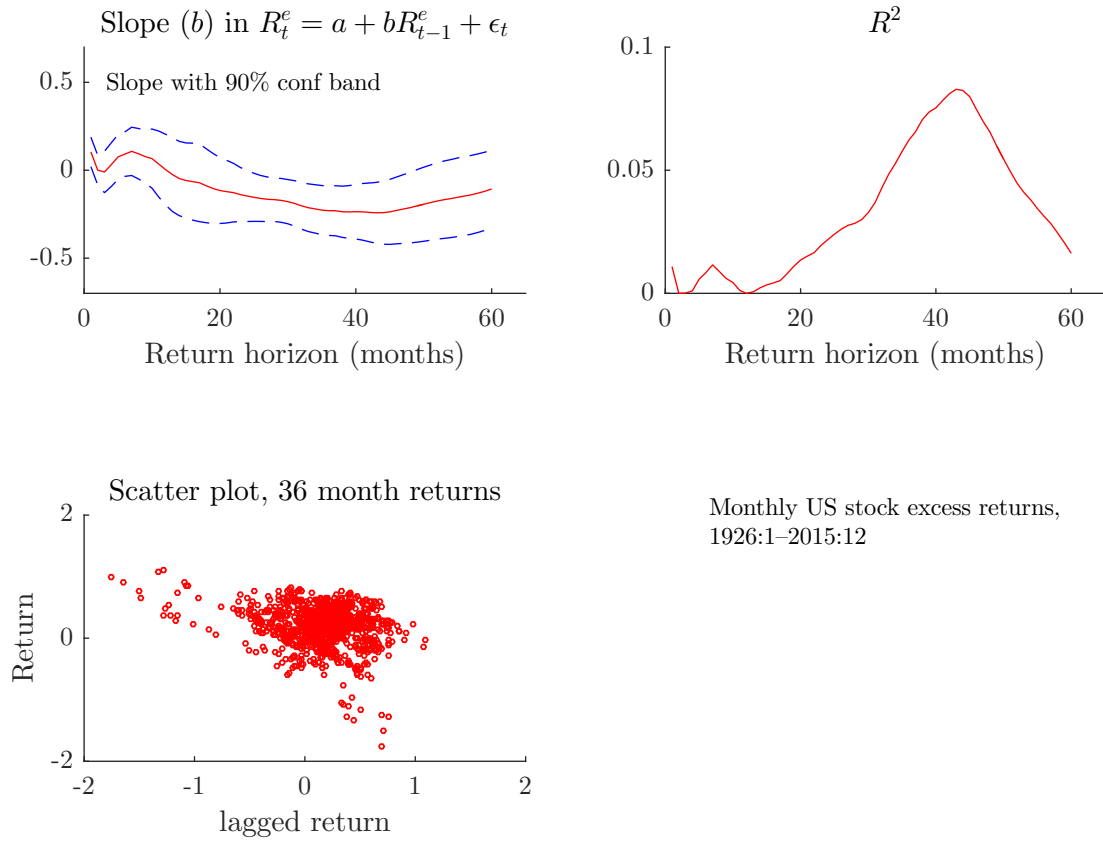 Slope (b) in R^e_t = a + bR^e_{t−1} + ϵ_t
Slope with 90% conf band
0.5
0
-0.5
0 20 40 60
Return horizon (months)
R^2
0.1
0.05
0
0 20 40 60
Return horizon (months)
Scatter plot, 36 month returns
2
0
-2
Return
-2 -1 0 1 2
lagged return
Monthly US stock excess returns,
1926:1–2015:12